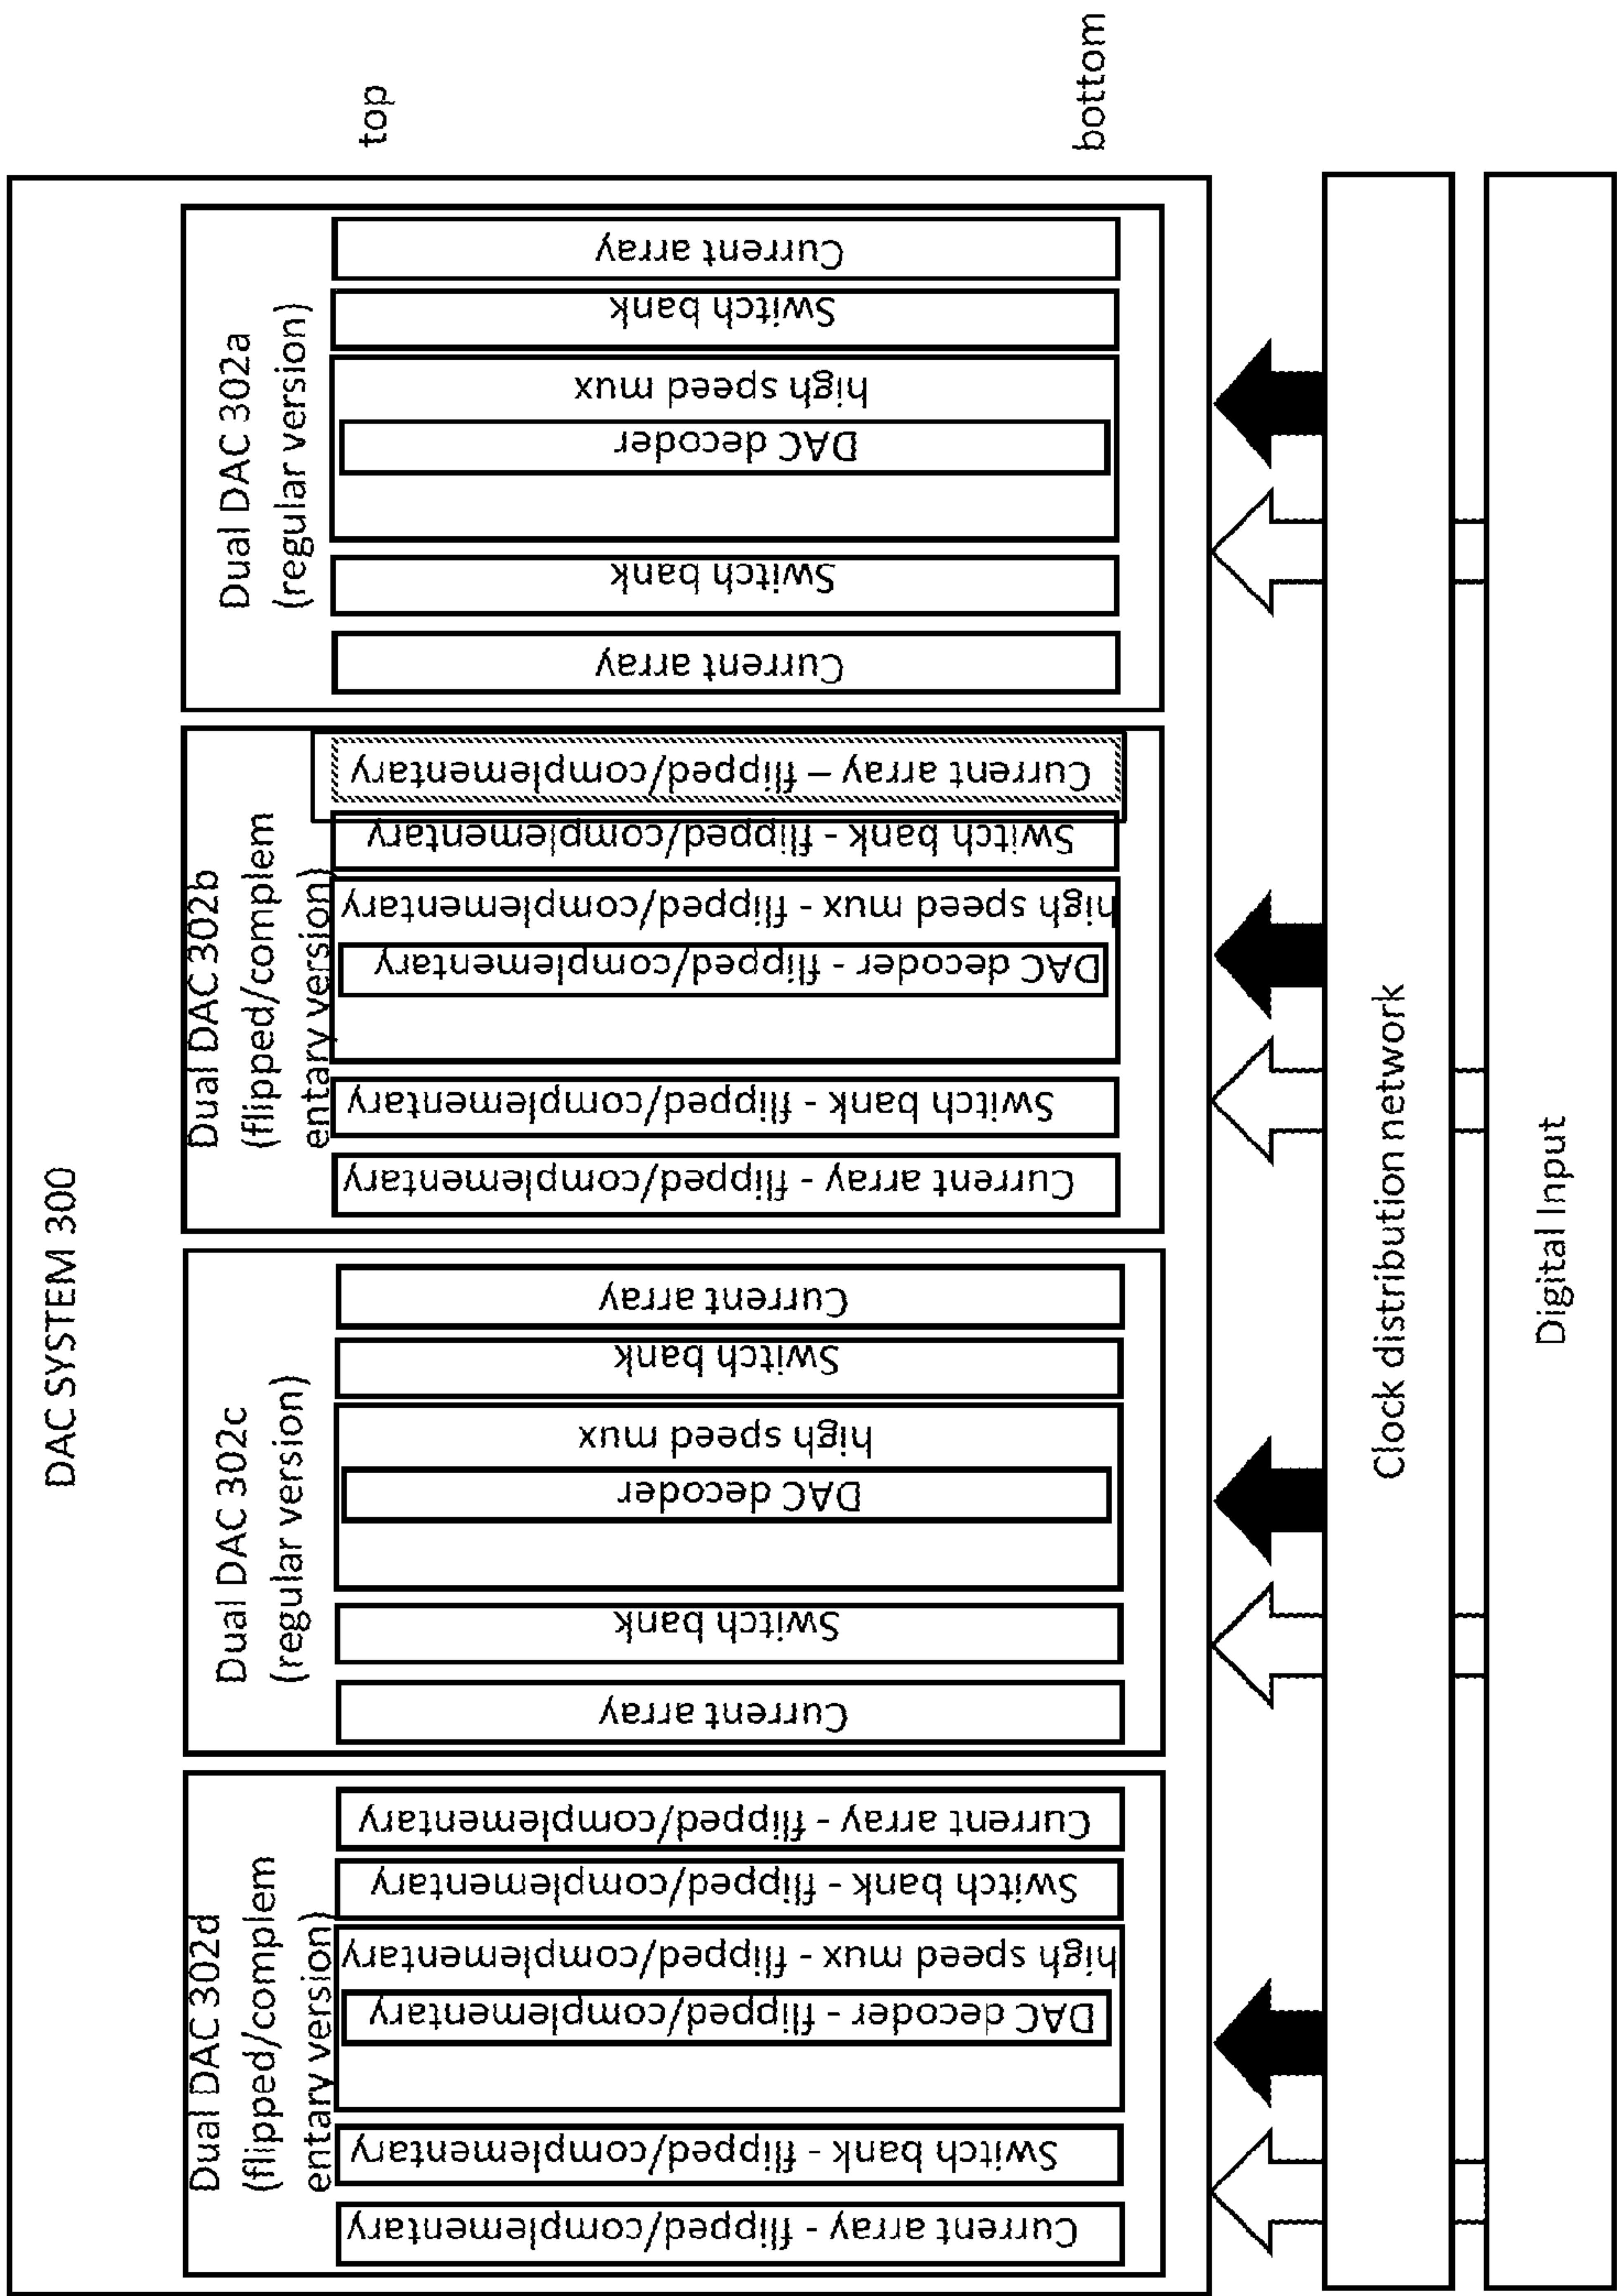 DAC SYSTEM 300
Dual DAC 302d
(flipped/complem
entary version)
Current array - flipped/complementary
Switch bank - flipped/complementary
DAC decoder - flipped/complementary
high speed mux - flipped/complementary
Switch bank - flipped/complementary
Current array - flipped/complementary
Dual DAC 302c
(regular version)
Current array
Switch bank
DAC decoder
high speed mux
Switch bank
Current array
Dual DAC 302b
(flipped/complem
entary version)
Current array - flipped/complementary
Switch bank - flipped/complementary
DAC decoder - flipped/complementary
high speed mux - flipped/complementary
Switch bank - flipped/complementary
Current array – flipped/complementary
Dual DAC 302a
(regular version)
Current array
Switch bank
DAC decoder
high speed mux
Switch bank
Current array
top
bottom
Clock distribution network
Digital Input